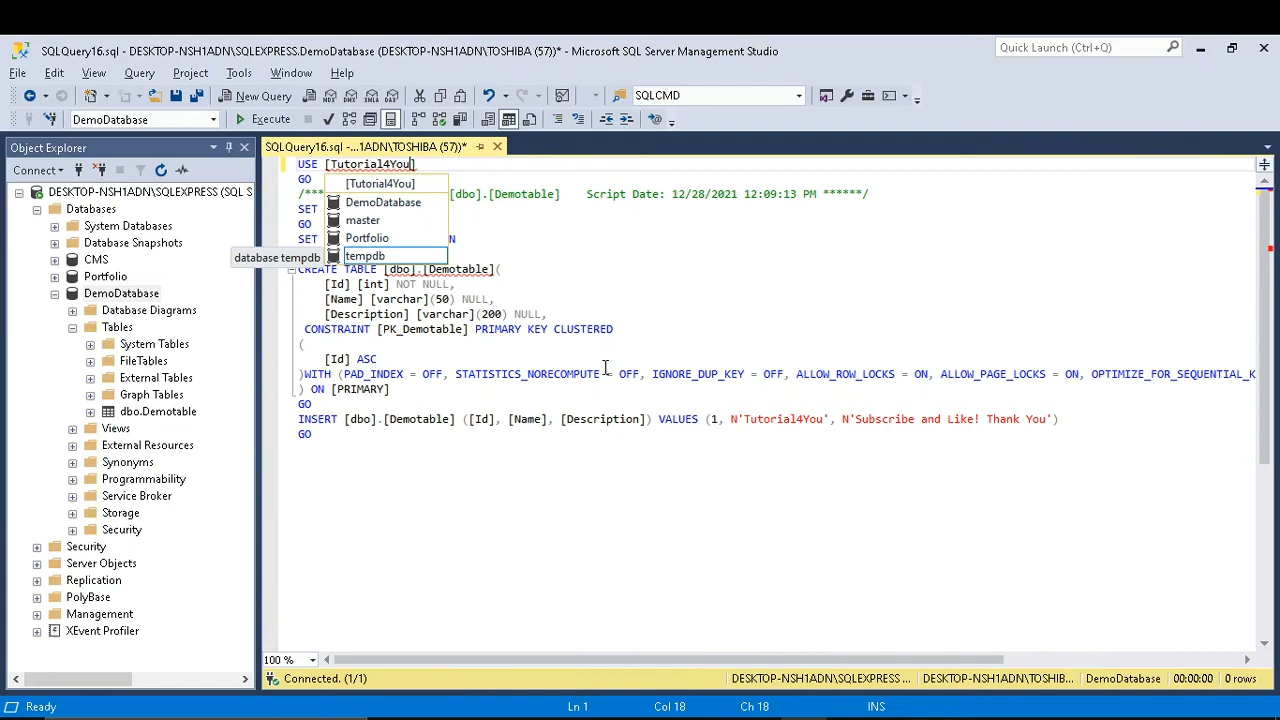 SQLQuery16.sql - DESKTOP-NSH1ADN\SQLEXPRESS.DemoDatabase (DESKTOP-NSH1ADN\TOSHIBA (57))* - Microsoft SQL Server Management Studio
Quick Launch (Ctrl+Q)
File Edit View Query Project Tools Window Help
New Query
MDX DMX XMLA DAX
SQLCMD
DemoDatabase
Execute
Object Explorer
SQLQuery16.sql -...1ADN\TOSHIBA (57))*
Connect
DESKTOP-NSH1ADN\SQLEXPRESS (SQL S
Databases
System Databases
Database Snapshots
CMS
Portfolio
DemoDatabase
Database Diagrams
Tables
System Tables
FileTables
External Tables
Graph Tables
dbo.Demotable
Views
External Resources
Synonyms
Programmability
Service Broker
Storage
Security
Security
Server Objects
Replication
PolyBase
Management
XEvent Profiler
USE [Tutorial4You]
GO
[Tutorial4You]
DemoDatabase
master
Portfolio
tempdb
database tempdb
/*** [dbo].[Demotable] Script Date: 12/28/2021 12:09:13 PM ******/
SET
GO
SET N
CREATE TABLE [dbo].[Demotable](
[Id] [int] NOT NULL,
[Name] [varchar](50) NULL,
[Description] [varchar](200) NULL,
CONSTRAINT [PK_Demotable] PRIMARY KEY CLUSTERED
(
[Id] ASC
)WITH (PAD_INDEX = OFF, STATISTICS_NORECOMPUTE = OFF, IGNORE_DUP_KEY = OFF, ALLOW_ROW_LOCKS = ON, ALLOW_PAGE_LOCKS = ON, OPTIMIZE_FOR_SEQUENTIAL_K
) ON [PRIMARY]
GO
INSERT [dbo].[Demotable] ([Id], [Name], [Description]) VALUES (1, N'Tutorial4You', N'Subscribe and Like! Thank You')
GO
100 %
Connected. (1/1)
DESKTOP-NSH1ADN\SQLEXPRESS ...
DESKTOP-NSH1ADN\TOSHIB...
DemoDatabase
00:00:00
0 rows
Ready
Ln 1
Col 18
Ch 18
INS